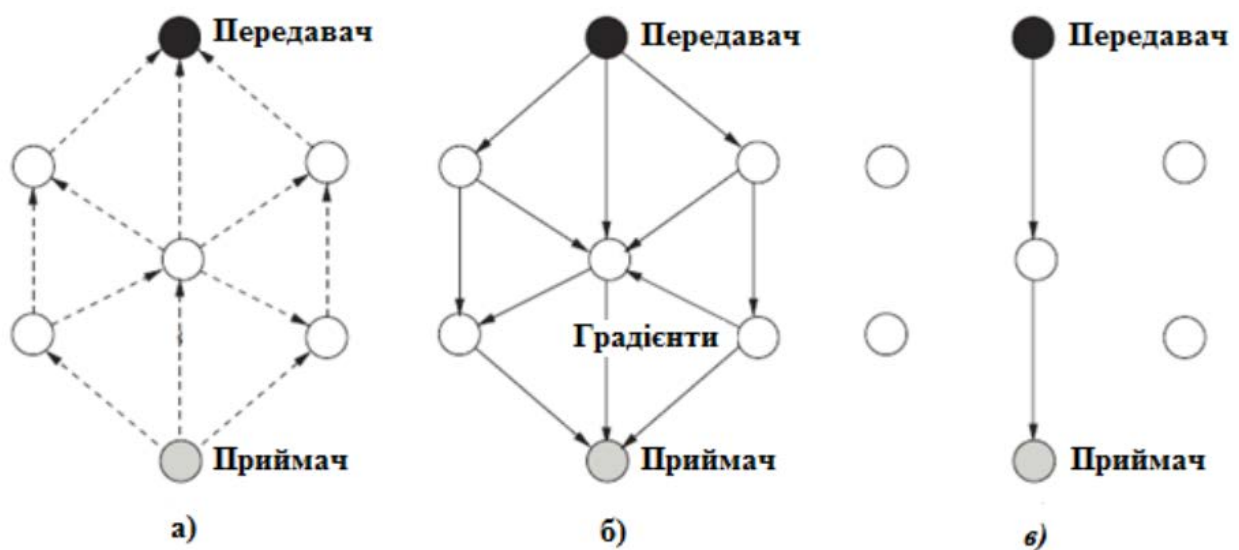 Передавач
Передавач
Передавач
Градієнти
Приймач
Приймач
Приймач
а)
б)
в)